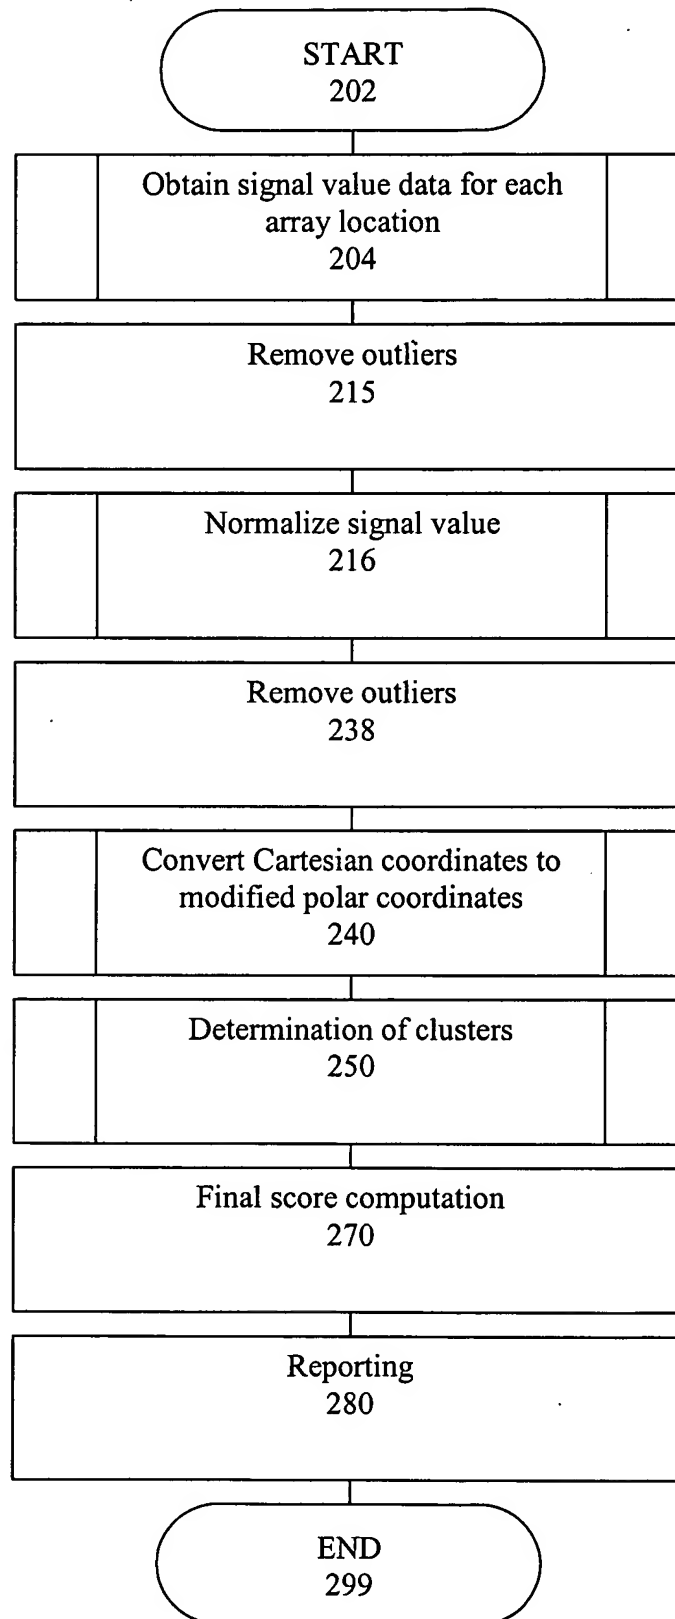 START
202
Obtain signal value data for each
array location
204
Remove outliers
215
Normalize signal value
216
Remove outliers
238
Convert Cartesian coordinates to
modified polar coordinates
240
Determination of clusters
250
Final score computation
270
Reporting
280
END
299